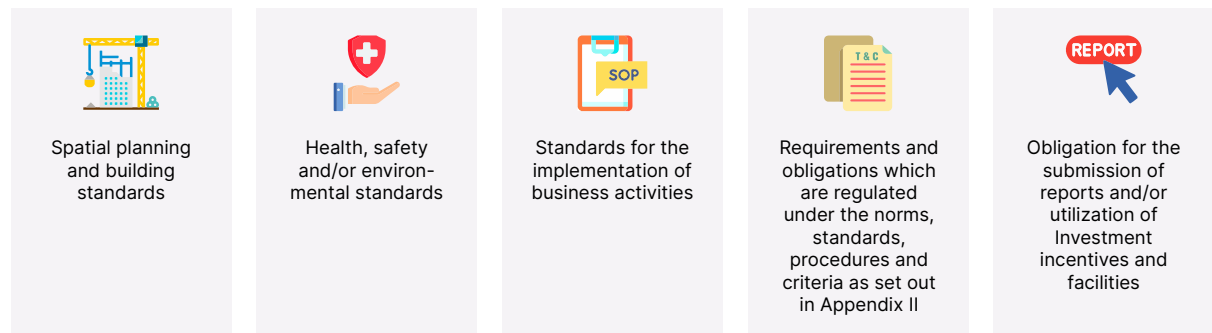 Spatial planning
and building
standards
Health, safety
and/or environ-
mental standards
SOP
Standards for the
implementation of
business activities
T & C
Requirements and
obligations which
are regulated
under the norms,
standards,
procedures and
criteria as set out
in Appendix II
REPORT
Obligation for the
submission of
reports and/or
utilization of
Investment
incentives and
facilities